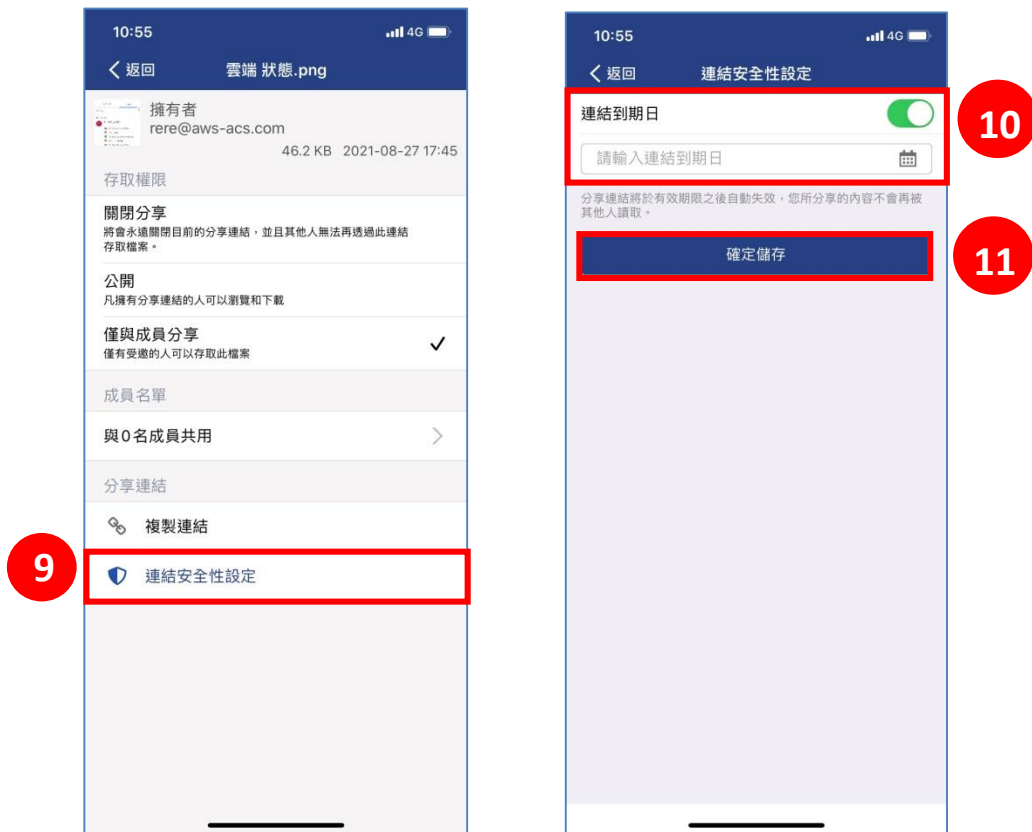 10:55
4G
返回
雲端 狀態.png
擁有者
rere@aws-acs.com
46.2 KB 2021-08-27 17:45
存取權限
關閉分享
將會永遠關閉目前的分享連結，並且其他人無法再透過此連結
存取檔案。
公開
凡擁有分享連結的人可以瀏覽和下載
僅與成員分享
僅有受邀的人可以存取此檔案
成員名單
與0名成員共用
分享連結
複製連結
9
連結安全性設定
10:55
4G
返回
連結安全性設定
連結到期日
10
請輸入連結到期日
分享連結將於有效期限之後自動失效，您所分享的內容不會再被
其他人讀取。
確定儲存
11